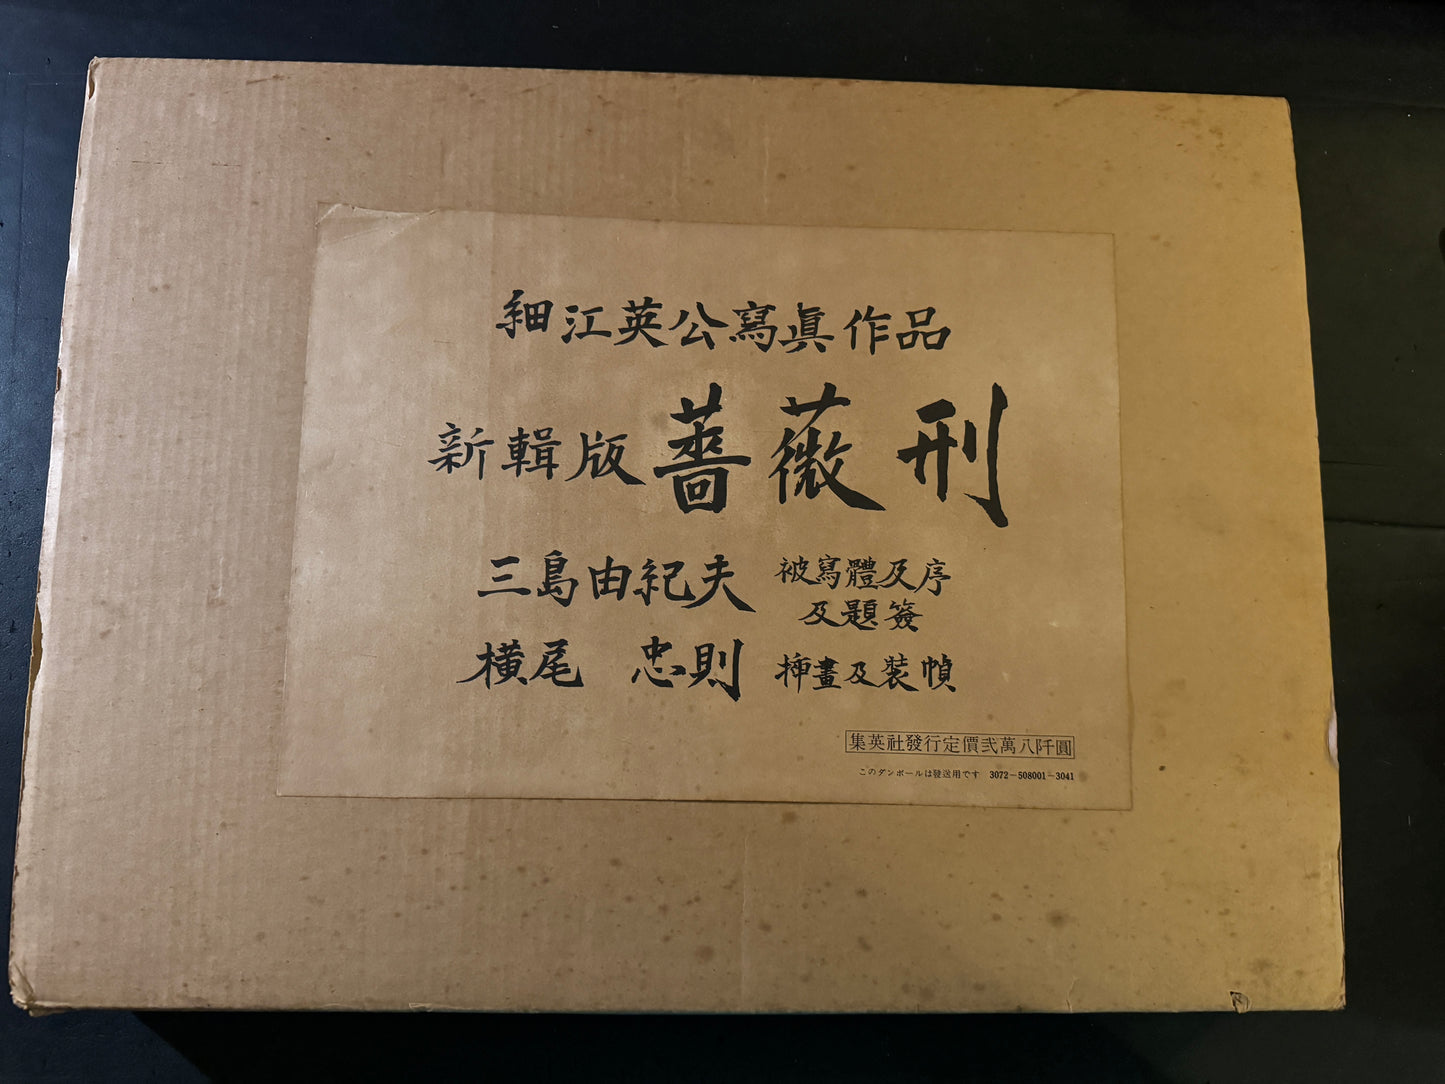 細江英公寫眞作品
新輯版 薔薇刑
三島由紀夫 被寫體及序
及題簽
横尾 忠則 挿畫及装幀
集英社發行定價弐萬八阡圓
このダンボールは發送用です 3072-508001-3041